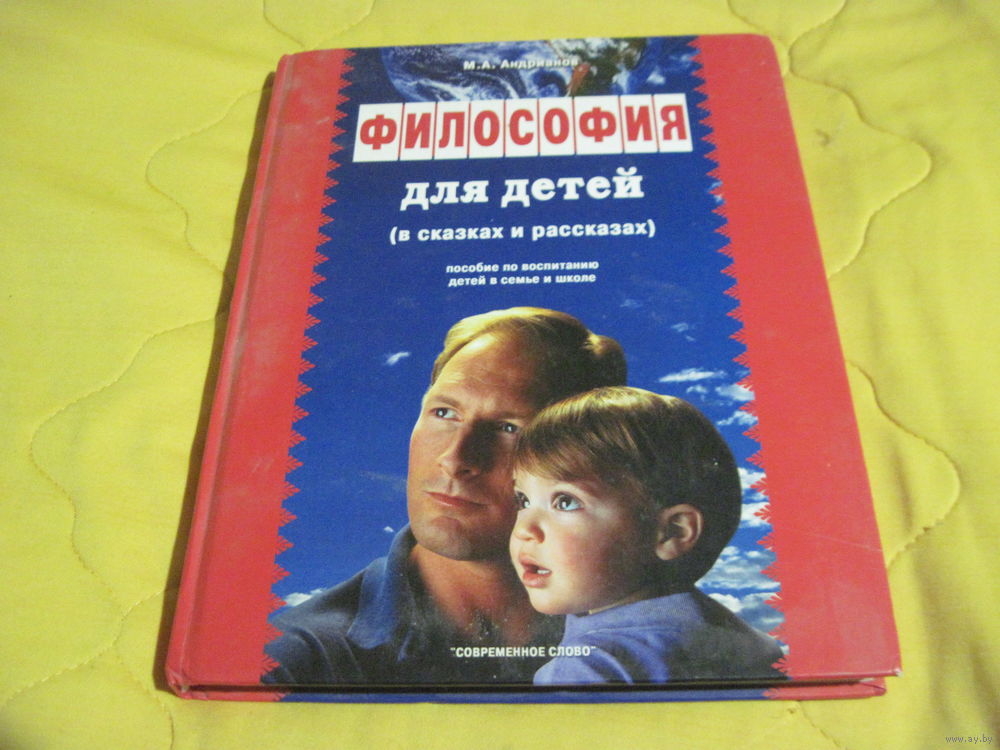 М.А. Андрианов
ФИЛОСОФИЯ
для детей
(в сказках и рассказах)
пособие по воспитанию
детей в семье и школе
"СОВРЕМЕННОЕ СЛОВО"
www.ay.by